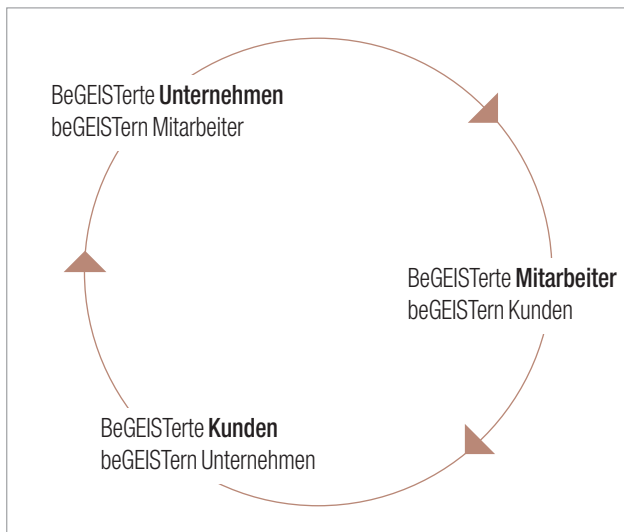 BeGEISTerte Unternehmen
beGEISTern Mitarbeiter
BeGEISTerte Mitarbeiter
beGEISTern Kunden
BeGEISTerte Kunden
beGEISTern Unternehmen